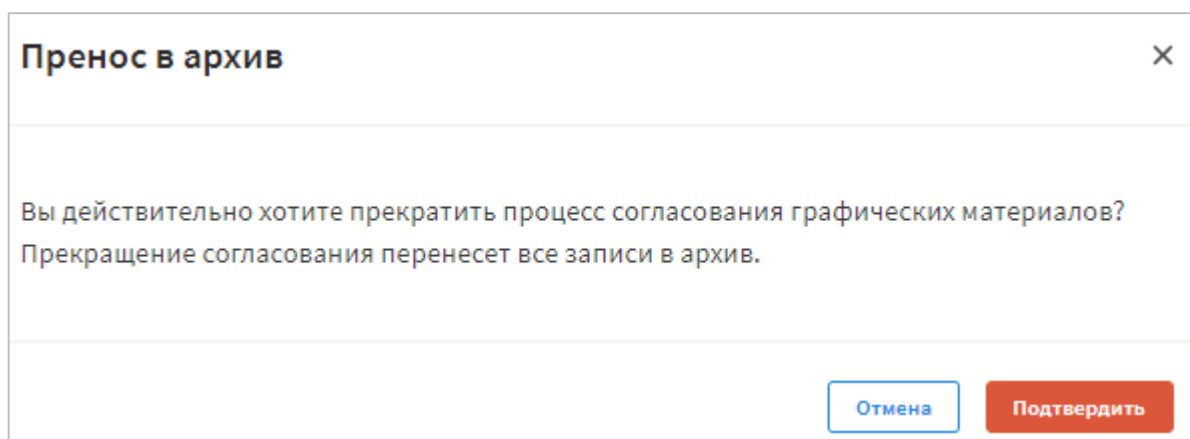 Пренос в архив
Вы действительно хотите прекратить процесс согласования графических материалов?
Прекращение согласования перенесет все записи в архив.
Отмена
Подтвердить